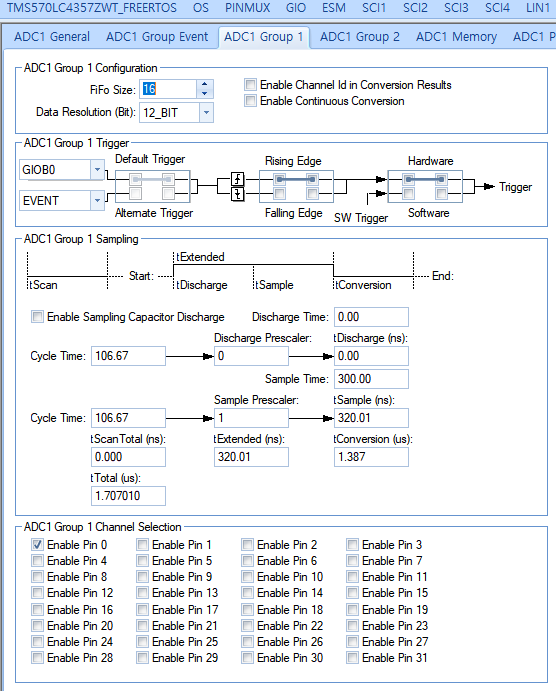 TMS570LC4357ZWT_FREERTOS OS PINMUX GIO ESM SCI1 SCI2 SCI3 SCI4 LIN1
ADC1 General ADC1 Group Event ADC1 Group 1 ADC1 Group 2 ADC1 Memory ADC1 P
ADC1 Group 1 Configuration
FiFo Size: 16 Enable Channel Id in Conversion Results
Enable Continuous Conversion
Data Resolution (Bit): 12_BIT
ADC1 Group 1 Trigger
Default Trigger Rising Edge Hardware
GIOB0
Trigger
EVENT
Alternate Trigger Falling Edge SW Trigger Software
ADC1 Group 1 Sampling
tExtended
Start: End:
tScan tDischarge tSample tConversion
Enable Sampling Capacitor Discharge Discharge Time: 0.00
Discharge Prescaler: tDischarge (ns):
Cycle Time: 106.67 0 0.00
Sample Time: 300.00
Sample Prescaler: tSample (ns):
Cycle Time: 106.67 1 320.01
tScanTotal (ns): tExtended (ns): tConversion (us):
0.000 320.01 1.387
tTotal (us):
1.707010
ADC1 Group 1 Channel Selection
Enable Pin 0 Enable Pin 1 Enable Pin 2 Enable Pin 3
Enable Pin 4 Enable Pin 5 Enable Pin 6 Enable Pin 7
Enable Pin 8 Enable Pin 9 Enable Pin 10 Enable Pin 11
Enable Pin 12 Enable Pin 13 Enable Pin 14 Enable Pin 15
Enable Pin 16 Enable Pin 17 Enable Pin 18 Enable Pin 19
Enable Pin 20 Enable Pin 21 Enable Pin 22 Enable Pin 23
Enable Pin 24 Enable Pin 25 Enable Pin 26 Enable Pin 27
Enable Pin 28 Enable Pin 29 Enable Pin 30 Enable Pin 31